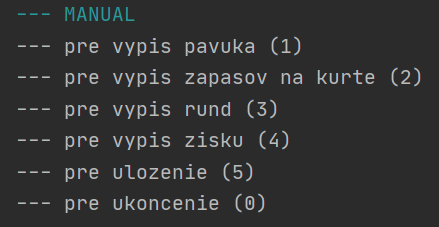 --- MANUAL
--- pre vypis pavuka (1)
--- pre vypis zapasov na kurte (2)
--- pre vypis rund (3)
--- pre vypis zisku (4)
--- pre ulozenie (5)
--- pre ukoncenie (0)